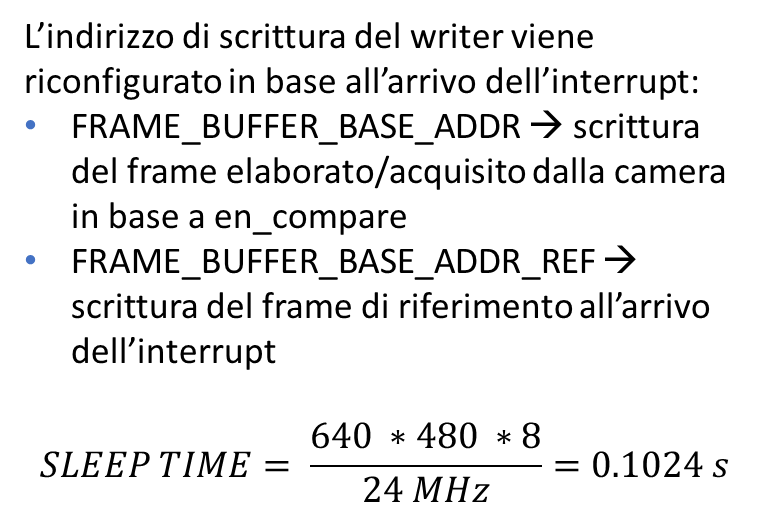 L'indirizzo di scrittura del writer viene
riconfigurato in base all'arrivo dell'interrupt:
• FRAME_BUFFER_BASE_ADDR → scrittura
del frame elaborato/acquisito dalla camera
in base a en_compare
• FRAME_BUFFER_BASE_ADDR_REF →
scrittura del frame di riferimento all'arrivo
dell'interrupt
640 * 480 * 8
SLEEP TIME = BLANK = 0.1024 s
24 MHz